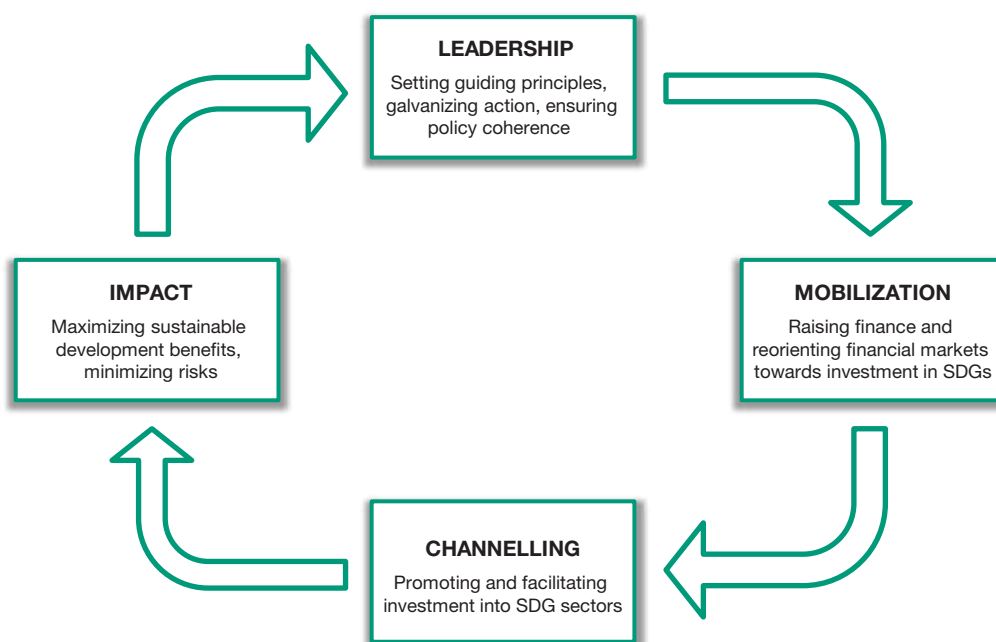 LEADERSHIP
Setting guiding principles,
galvanizing action, ensuring
policy coherence
IMPACT
Maximizing sustainable
development benefits,
minimizing risks
MOBILIZATION
Raising finance and
reorienting financial markets
towards investment in SDGs
CHANNELLING
Promoting and facilitating
investment into SDG sectors